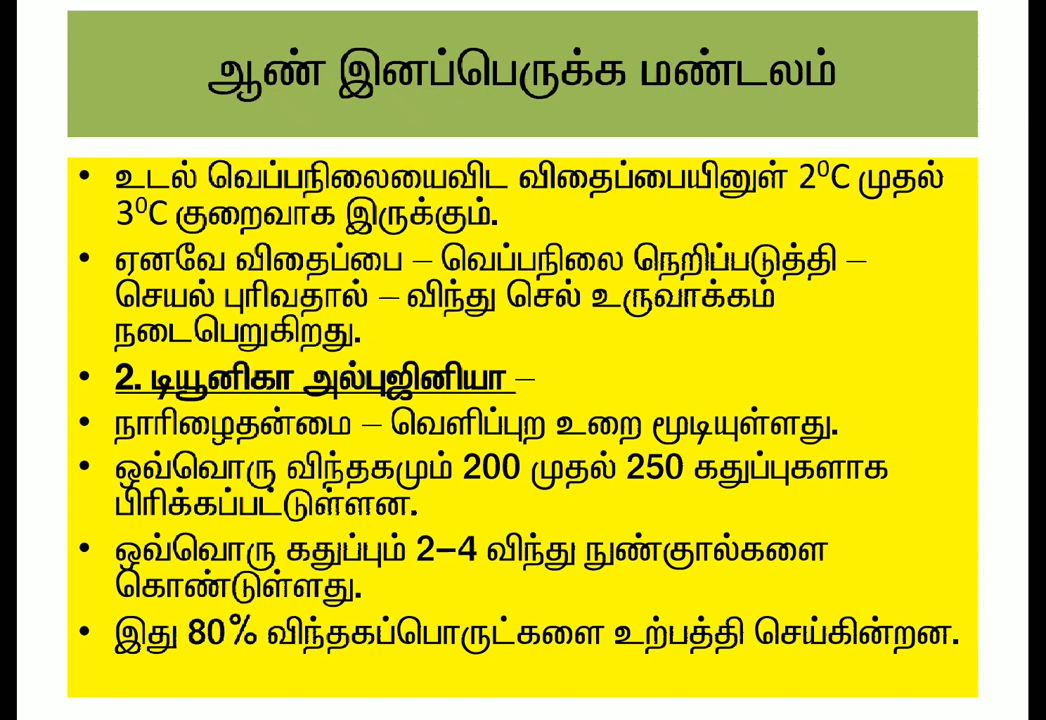 ஆண் இனப்பெருக்க மண்டலம்
• உடல் வெப்பநிலையைவிட விதைப்பையினுள் 2⁰C முதல்
3⁰C குறைவாக இருக்கும்.
• ஏனவே விதைப்பை – வெப்பநிலை நெறிப்படுத்தி –
செயல் புரிவதால் – விந்து செல் உருவாக்கம்
நடைபெறுகிறது.
• 2. டியூனிகா அல்புஜினியா –
• நாரிழைதன்மை – வெளிப்புற உறை மூடியுள்ளது.
• ஒவ்வொரு விந்தகமும் 200 முதல் 250 கதுப்புகளாக
பிரிக்கப்பட்டுள்ளன.
• ஒவ்வொரு கதுப்பும் 2–4 விந்து நுண்குால்களை
கொண்டுள்ளது.
• இது 80% விந்தகப்பொருட்களை உற்பத்தி செய்கின்றன.